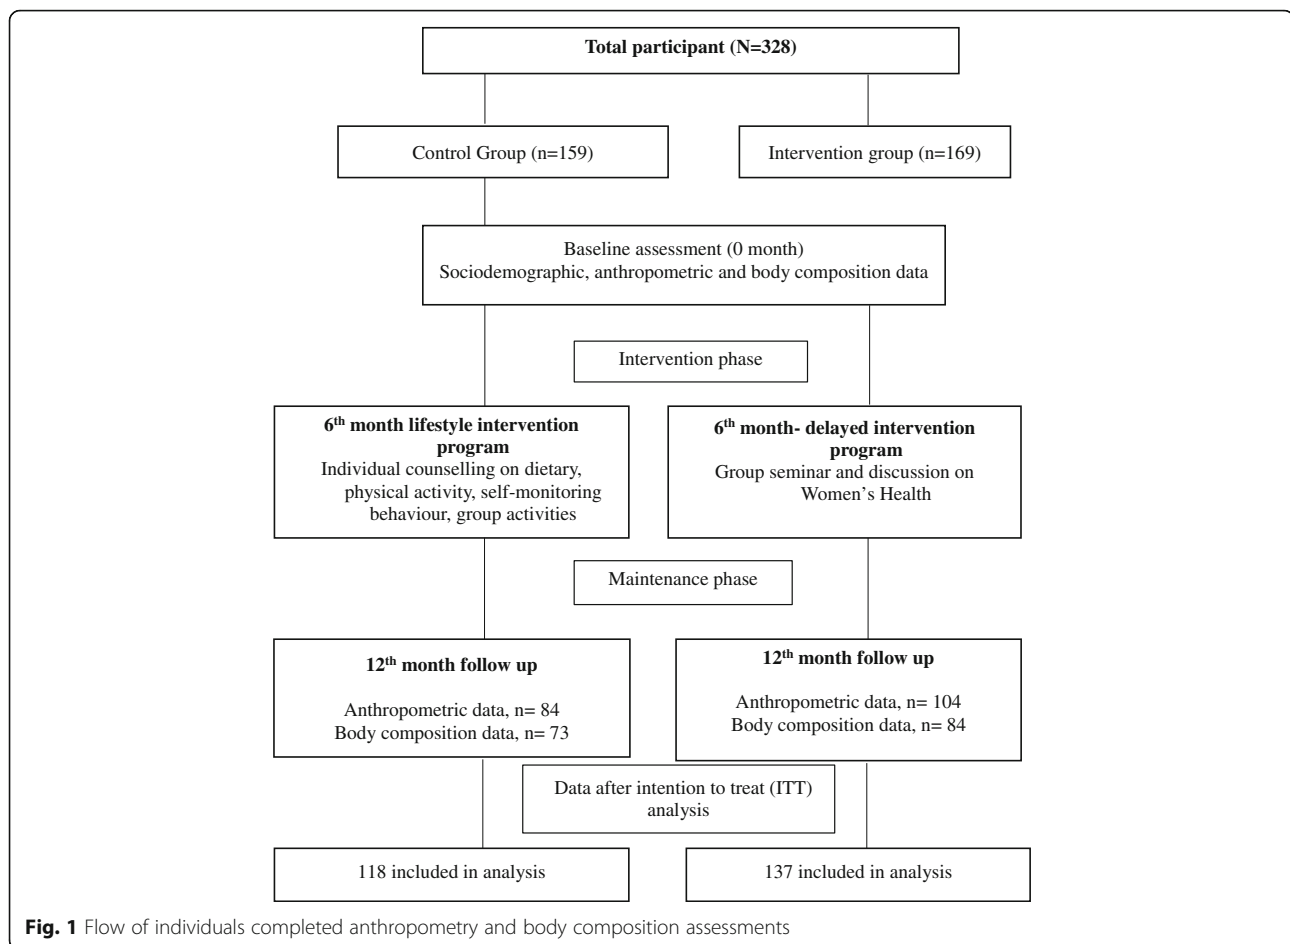 Total participant (N=328)
Control Group (n=159)
Intervention group (n=169)
Baseline assessment (0 month)
Sociodemographic, anthropometric and body composition data
Intervention phase
6th month lifestyle intervention
program
Individual counselling on dietary,
physical activity, self-monitoring
behaviour, group activities
6th month- delayed intervention
program
Group seminar and discussion on
Women's Health
Maintenance phase
12th month follow up
Anthropometric data, n= 84
Body composition data, n= 73
12th month follow up
Anthropometric data, n= 104
Body composition data, n= 84
Data after intention to treat (ITT)
analysis
118 included in analysis
137 included in analysis
Fig. 1 Flow of individuals completed anthropometry and body composition assessments